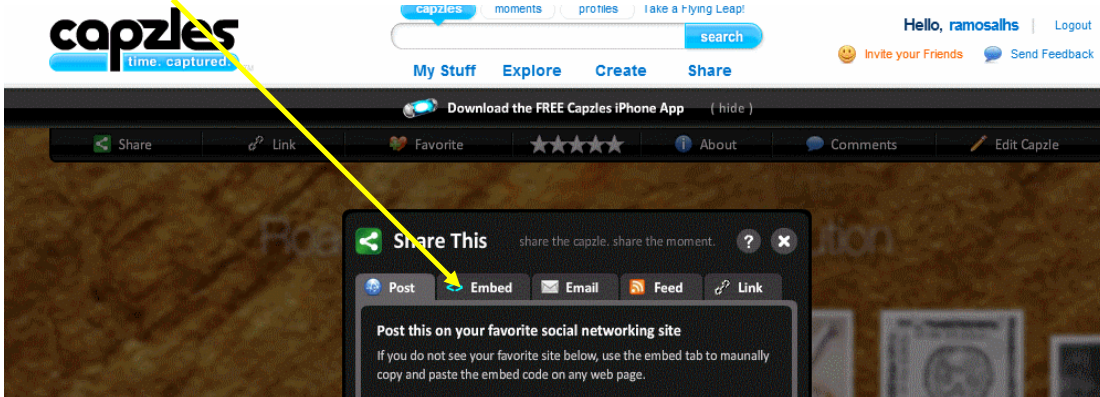 capzles moments profiles Take a Flying Leap!
capzles
time. captured. TM
search
Hello, ramosalhs | Logout
Invite your Friends Send Feedback
My Stuff Explore Create Share
Download the FREE Capzles iPhone App ( hide )
Share Link Favorite About Comments Edit Capzle
Share This share the capzle. share the moment. ?
Post Embed Email Feed Link
Post this on your favorite social networking site
If you do not see your favorite site below, use the embed tab to maunally
copy and paste the embed code on any web page.